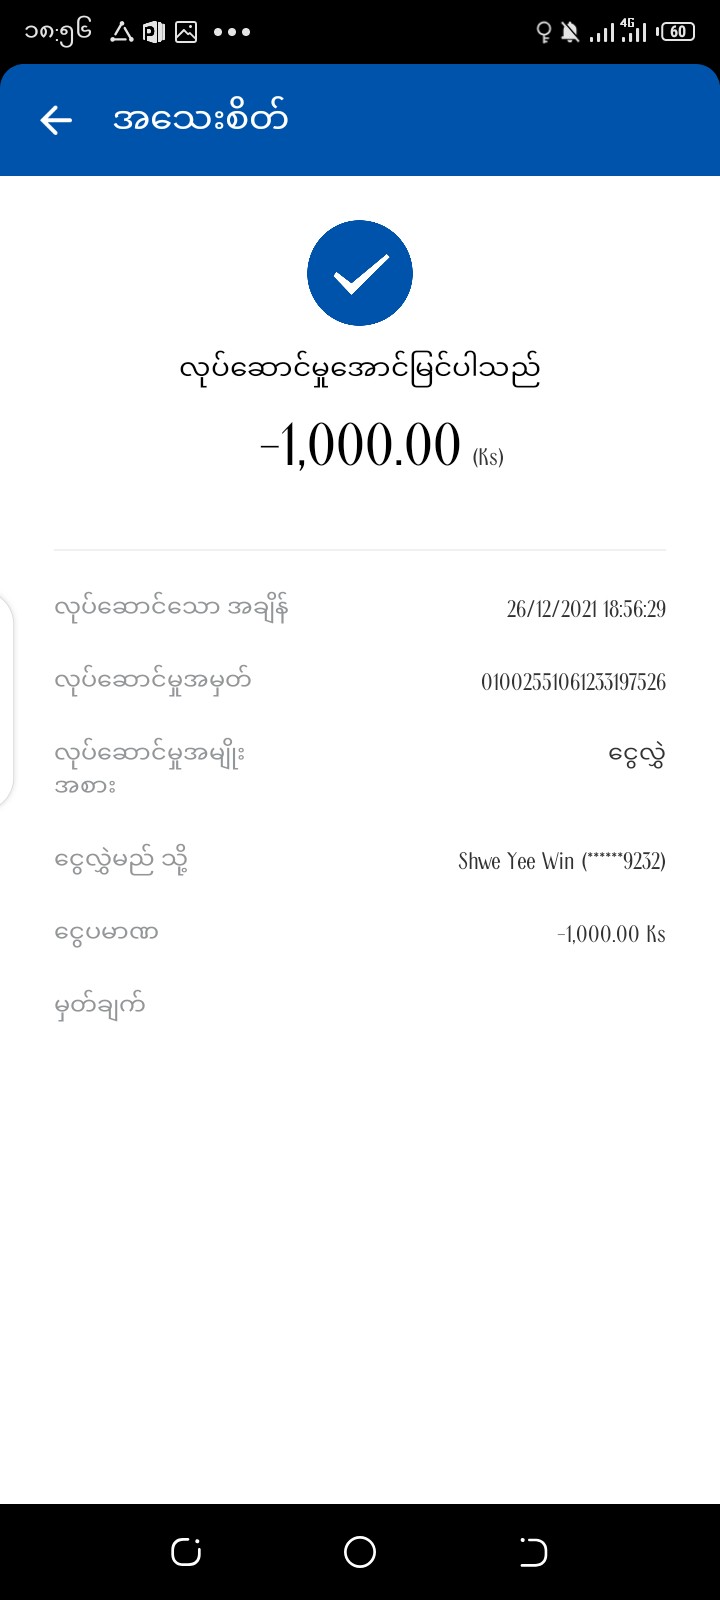 ၁၈:၅၆ 4G 60
အသေးစိတ်
လုပ်ဆောင်မှုအောင်မြင်ပါသည်
-1,000.00 (Ks)
လုပ်ဆောင်သော အချိန် 26/12/2021 18:56:29
လုပ်ဆောင်မှုအမှတ် 01002551061233197526
လုပ်ဆောင်မှုအမျိုး ငွေလွှဲ
အစား
ငွေလွှဲမည် သို့ Shwe Yee Win (******9232)
ငွေပမာဏ -1,000.00 Ks
မှတ်ချက်